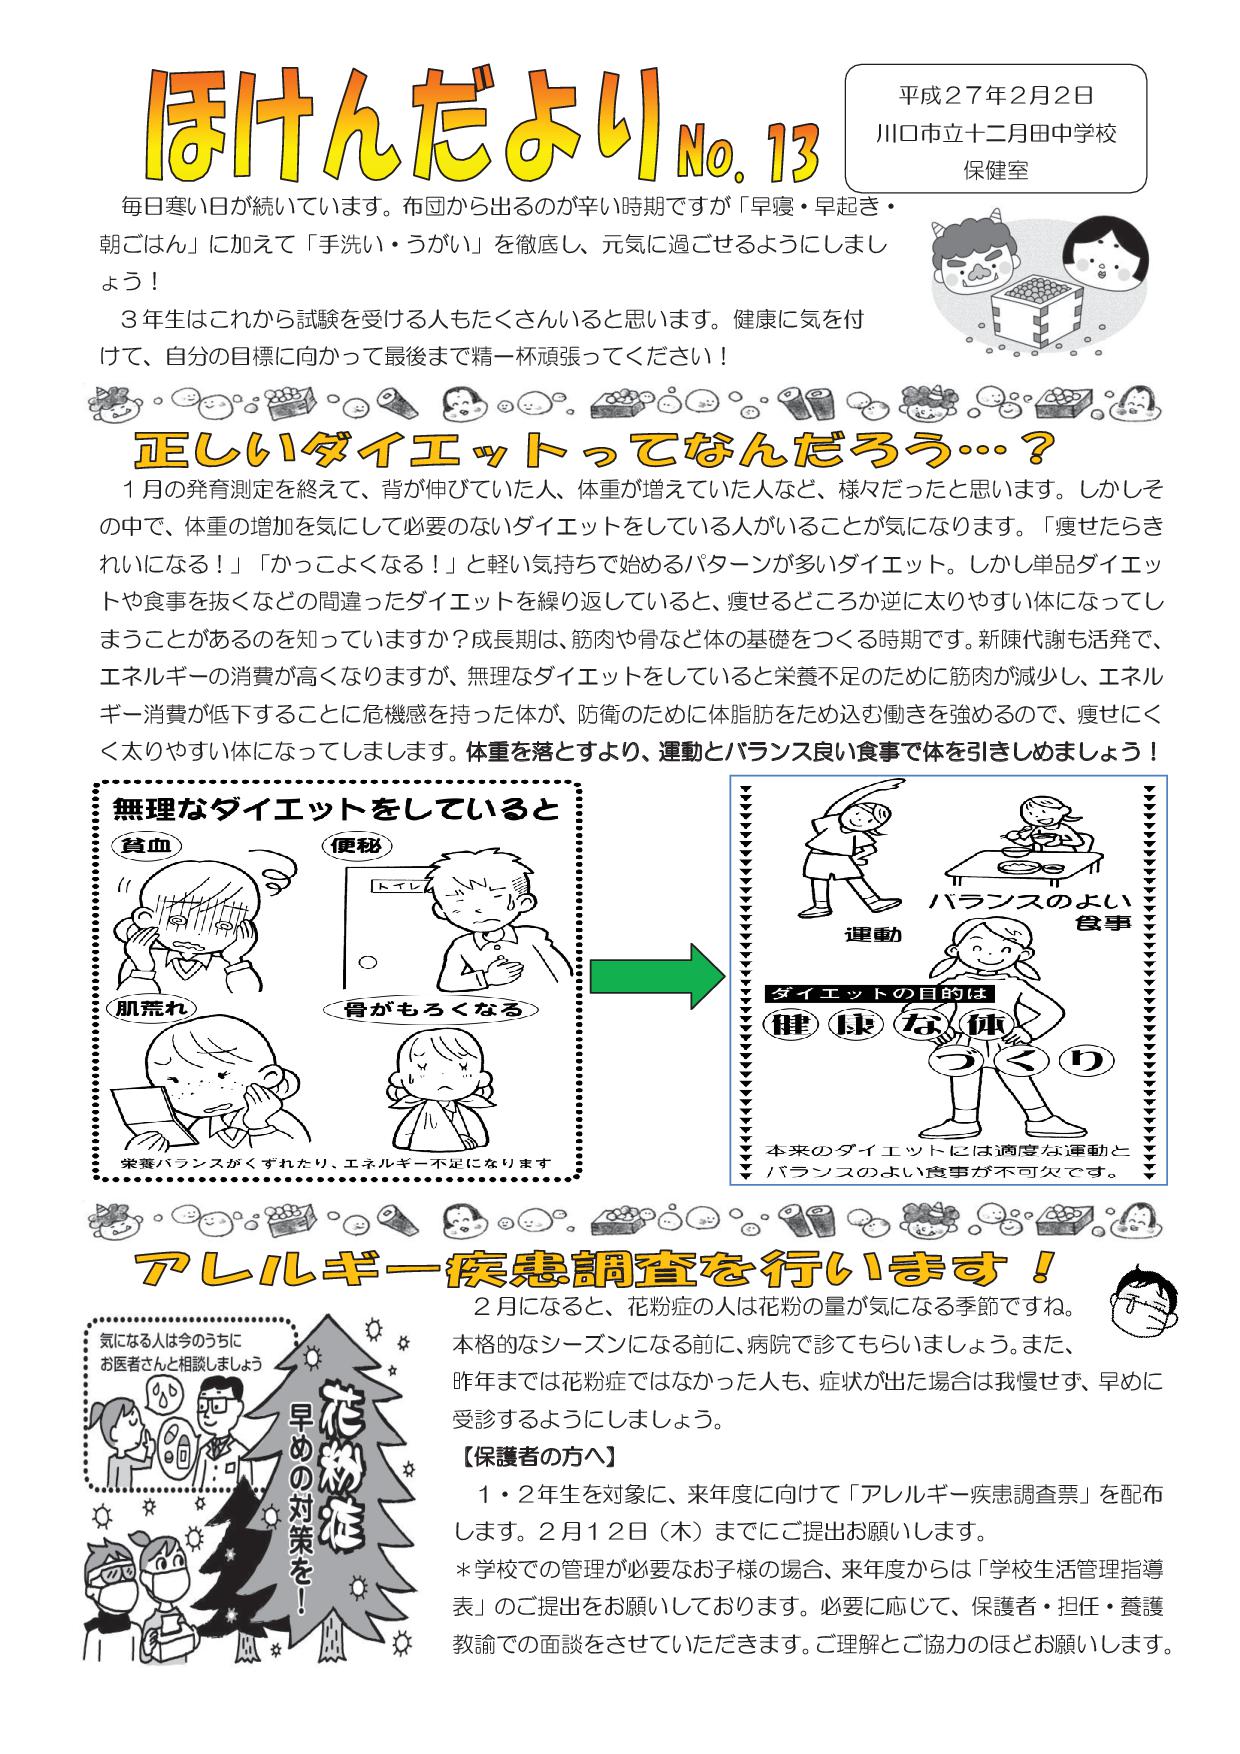 ほけんだより No. 13
平成27年2月2日
川口市立十二月田中学校
保健室
毎日寒い日が続いています。布団から出るのが辛い時期ですが「早寝・早起き・
朝ごはん」に加えて「手洗い・うがい」を徹底し、元気に過ごせるようにしまし
ょう！
３年生はこれから試験を受ける人もたくさんいると思います。健康に気を付
けて、自分の目標に向かって最後まで精一杯頑張ってください！
正しいダイエットってなんだろう…？
１月の発育測定を終えて、背が伸びていた人、体重が増えていた人など、様々だったと思います。しかしそ
の中で、体重の増加を気にして必要のないダイエットをしている人がいることが気になります。「痩せたらき
れいになる！」「かっこよくなる！」と軽い気持ちで始めるパターンが多いダイエット。しかし単品ダイエッ
トや食事を抜くなどの間違ったダイエットを繰り返していると、痩せるどころか逆に太りやすい体になってし
まうことがあるのを知っていますか？成長期は、筋肉や骨など体の基礎をつくる時期です。新陳代謝も活発で、
エネルギーの消費が高くなりますが、無理なダイエットをしていると栄養不足のために筋肉が減少し、エネル
ギー消費が低下することに危機感を持った体が、防衛のために体脂肪をため込む働きを強めるので、痩せにく
く太りやすい体になってしまします。体重を落とすより、運動とバランス良い食事で体を引きしめましょう！
無理なダイエットをしていると
貧血
便秘
トイレ
肌荒れ
骨がもろくなる
栄養バランスがくずれたり、エネルギー不足になります
運動
バランスのよい
食事
ダイエットの目的は
健康な体
づくり
本来のダイエットには適度な運動と
バランスのよい食事が不可欠です。
アレルギー疾患調査を行います！
２月になると、花粉症の人は花粉の量が気になる季節ですね。
本格的なシーズンになる前に、病院で診てもらいましょう。また、
昨年までは花粉症ではなかった人も、症状が出た場合は我慢せず、早めに
受診するようにしましょう。
【保護者の方へ】
１・２年生を対象に、来年度に向けて「アレルギー疾患調査票」を配布
します。２月１２日（木）までにご提出お願いします。
＊学校での管理が必要なお子様の場合、来年度からは「学校生活管理指導
表」のご提出をお願いしております。必要に応じて、保護者・担任・養護
教諭での面談をさせていただきます。ご理解とご協力のほどお願いします。
気になる人は今のうちに
お医者さんと相談しましょう
花粉症
早めの対策を！